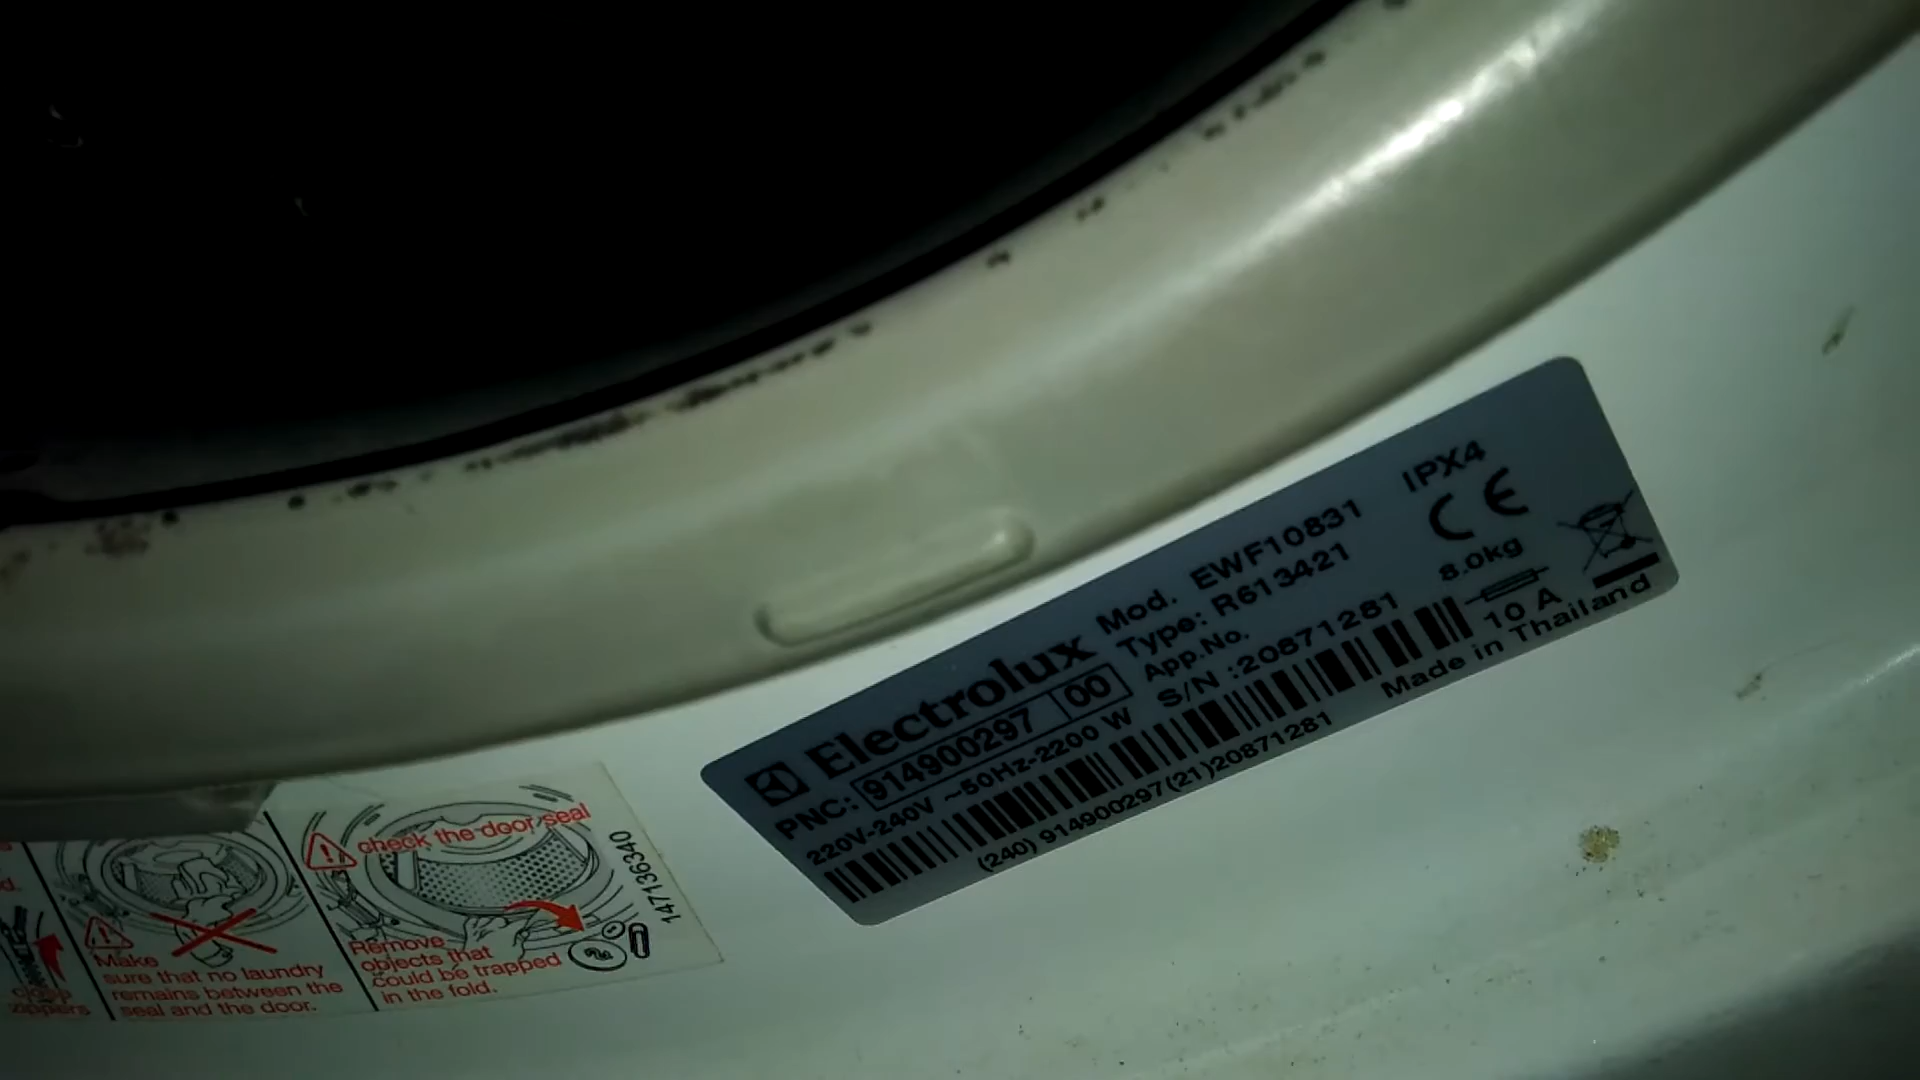 Electrolux
PNC: 914900297 00
220V-240V ~50Hz-2200 W
Mod. EWF10831
Type: R613421
App.No.
S/N :20871281
IPX4
CE
8.0kg
10 A
Made in Thailand
(240) 914900297(21)20871281
zippers
Make
sure that no laundry
remains between the
seal and the door.
check the door seal
Remove
objects that
could be trapped
in the fold.
147136340